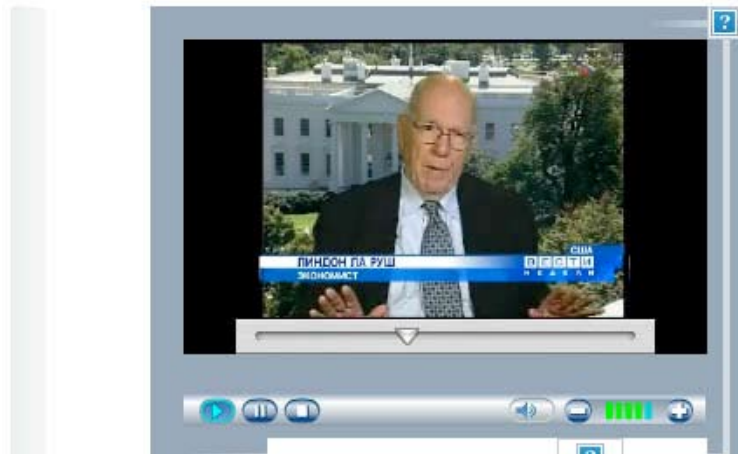 США
ЛИНДОН ЛА РУШ
ВЕСТИ
ЭКОНОМИСТ
НЕДЕЛИ